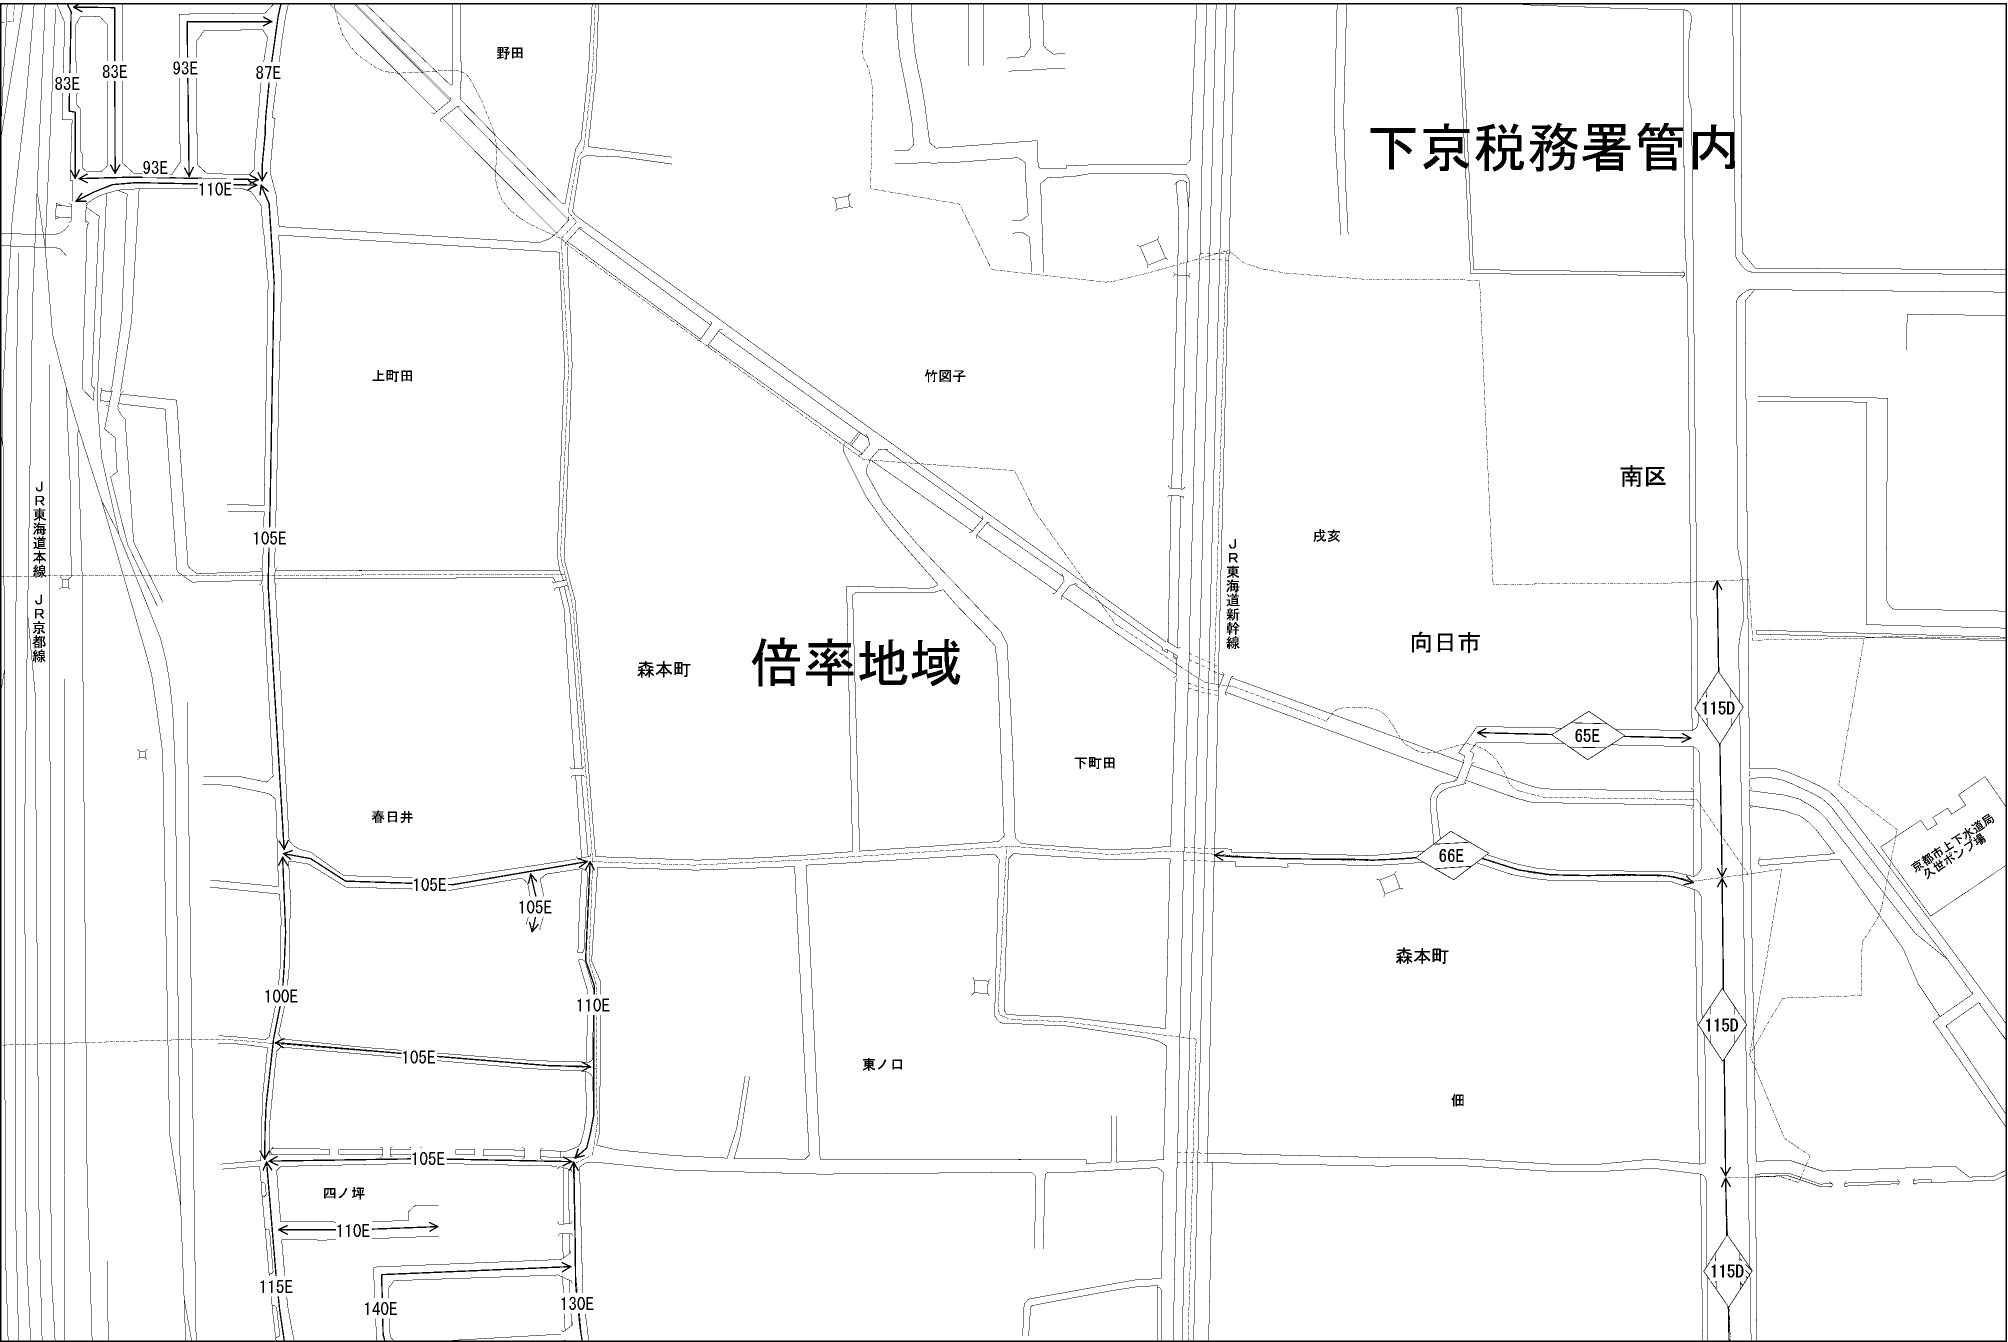 野田
83E
83E
93E
87E
下京税務署管内
93E
110E
上町田
竹図子
南区
JR東海道本線 JR京都線
105E
戌亥
JR東海道新幹線
倍率地域
森本町
向日市
115D
65E
下町田
春日井
66E
京都市上下水道局
久世ポンプ場
105E
105E
森本町
100E
110E
115D
105E
東ノ口
佃
105E
四ノ坪
110E
115E
140E
130E
115D